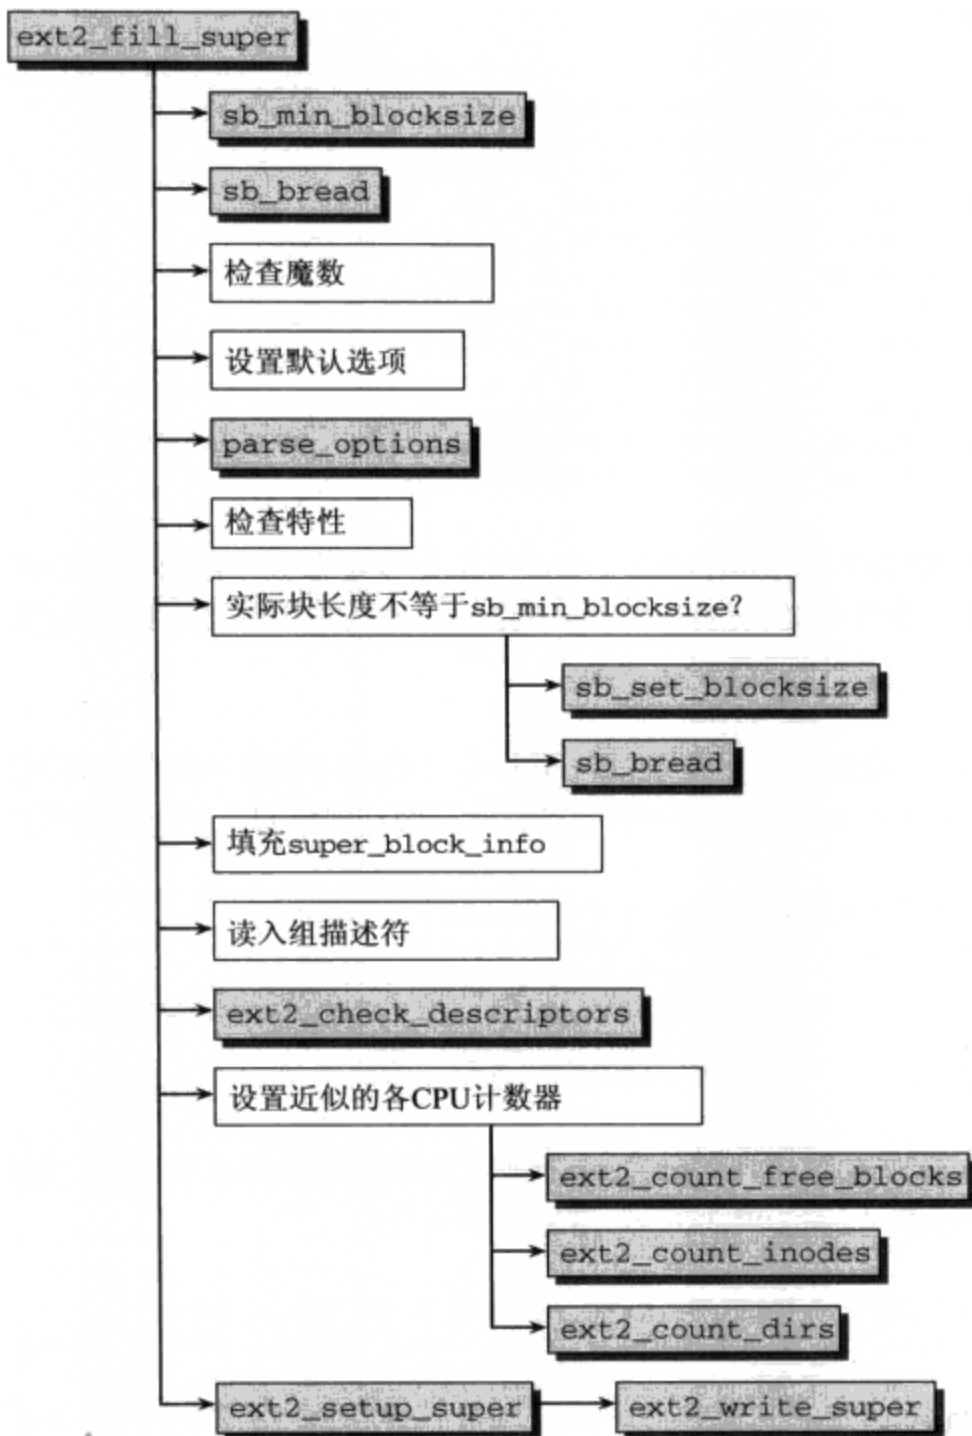 ext2_fill_super
sb_min_blocksize
sb_bread
检查魔数
设置默认选项
parse_options
检查特性
实际块长度不等于sb_min_blocksize?
sb_set_blocksize
sb_bread
填充super_block_info
读入组描述符
ext2_check_descriptors
设置近似的各CPU计数器
ext2_count_free_blocks
ext2_count_inodes
ext2_count_dirs
ext2_setup_super
ext2_write_super